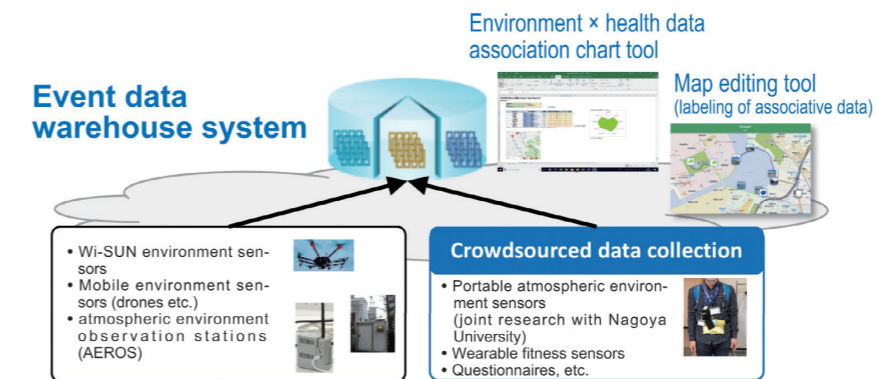 Environment × health data
association chart tool
Event data
warehouse system
Map editing tool
(labeling of associative data)
• Wi-SUN environment sen-
sors
• Mobile environment sen-
sors (drones etc.)
• atmospheric environment
observation stations
(AEROS)
Crowdsourced data collection
• Portable atmospheric environ-
ment sensors
(joint research with Nagoya
University)
• Wearable fitness sensors
• Questionnaires, etc.